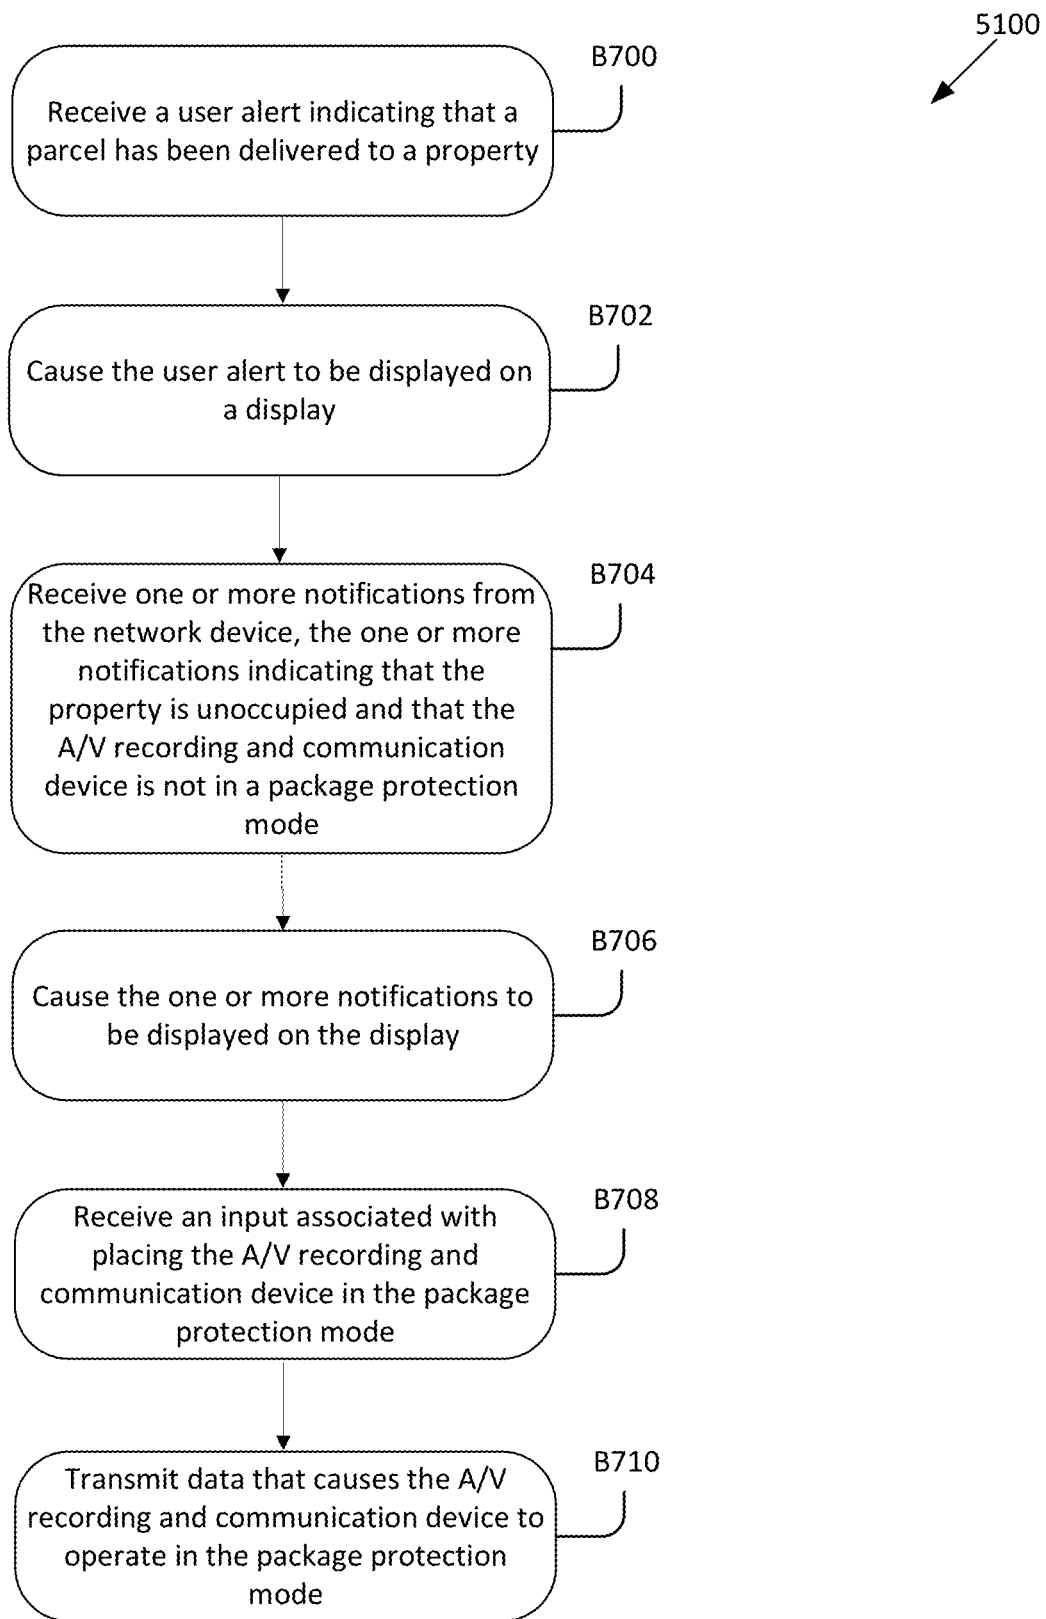 5100
B700
Receive a user alert indicating that a
parcel has been delivered to a property
B702
Cause the user alert to be displayed on
a display
B704
Receive one or more notifications from
the network device, the one or more
notifications indicating that the
property is unoccupied and that the
A/V recording and communication
device is not in a package protection
mode
B706
Cause the one or more notifications to
be displayed on the display
B708
Receive an input associated with
placing the A/V recording and
communication device in the package
protection mode
B710
Transmit data that causes the A/V
recording and communication device to
operate in the package protection
mode